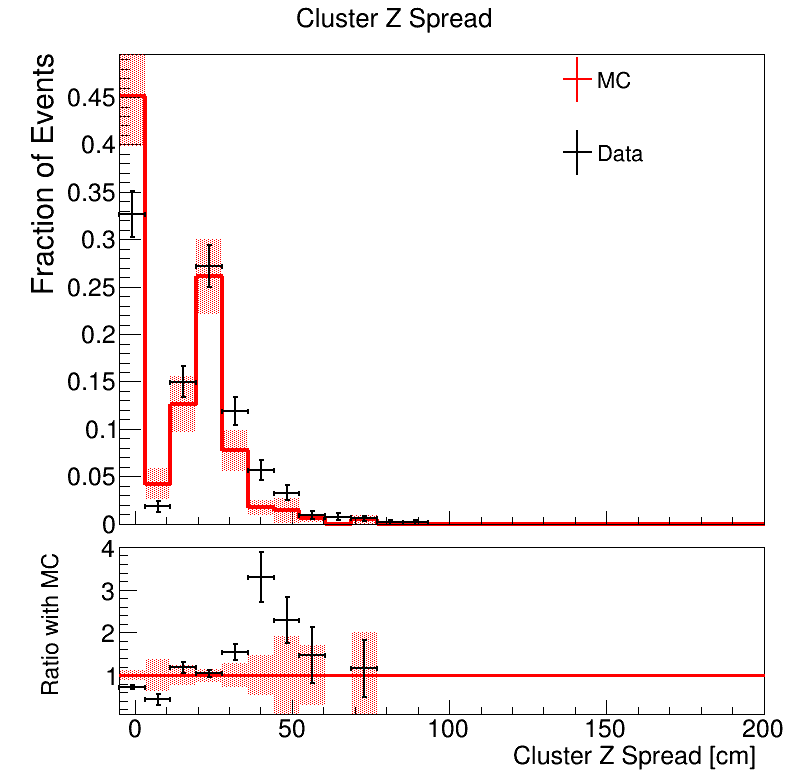 Cluster Z Spread
Fraction of Events
0.45
0.4
0.35
0.3
0.25
0.2
0.15
0.1
0.05
0
MC
Data
Ratio with MC
4
3
2
1
0 50 100 150 200
Cluster Z Spread [cm]